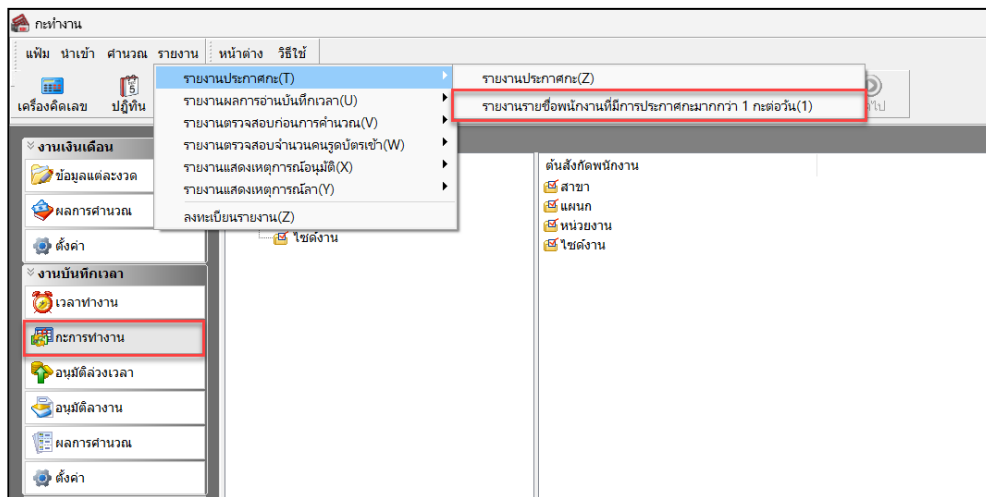 กะทำงาน
แฟ้ม นำเข้า คำนวณ รายงาน หน้าต่าง วิธีใช้
เครื่องคิดเลข ปฏิทิน
รายงานประกาศกะ(T)
รายงานผลการอ่านบันทึกเวลา(U)
รายงานตรวจสอบก่อนการคำนวณ(V)
รายงานตรวจสอบจำนวนคนรูดบัตรเข้า(W)
รายงานแสดงเหตุการณ์อนุมัติ(X)
รายงานแสดงเหตุการณ์ลา(Y)
ลงทะเบียนรายงาน(Z)
รายงานประกาศกะ(Z)
รายงานรายชื่อพนักงานที่มีการประกาศกะมากกว่า 1 กะต่อวัน(1)
งานเงินเดือน
ข้อมูลแต่ละงวด
ผลการคำนวณ
ตั้งค่า
งานบันทึกเวลา
เวลาทำงาน
กะการทำงาน
อนุมัติล่วงเวลา
อนุมัติลางาน
ผลการคำนวณ
ตั้งค่า
ไซด์งาน
ต้นสังกัดพนักงาน
สาขา
แผนก
หน่วยงาน
ไซด์งาน